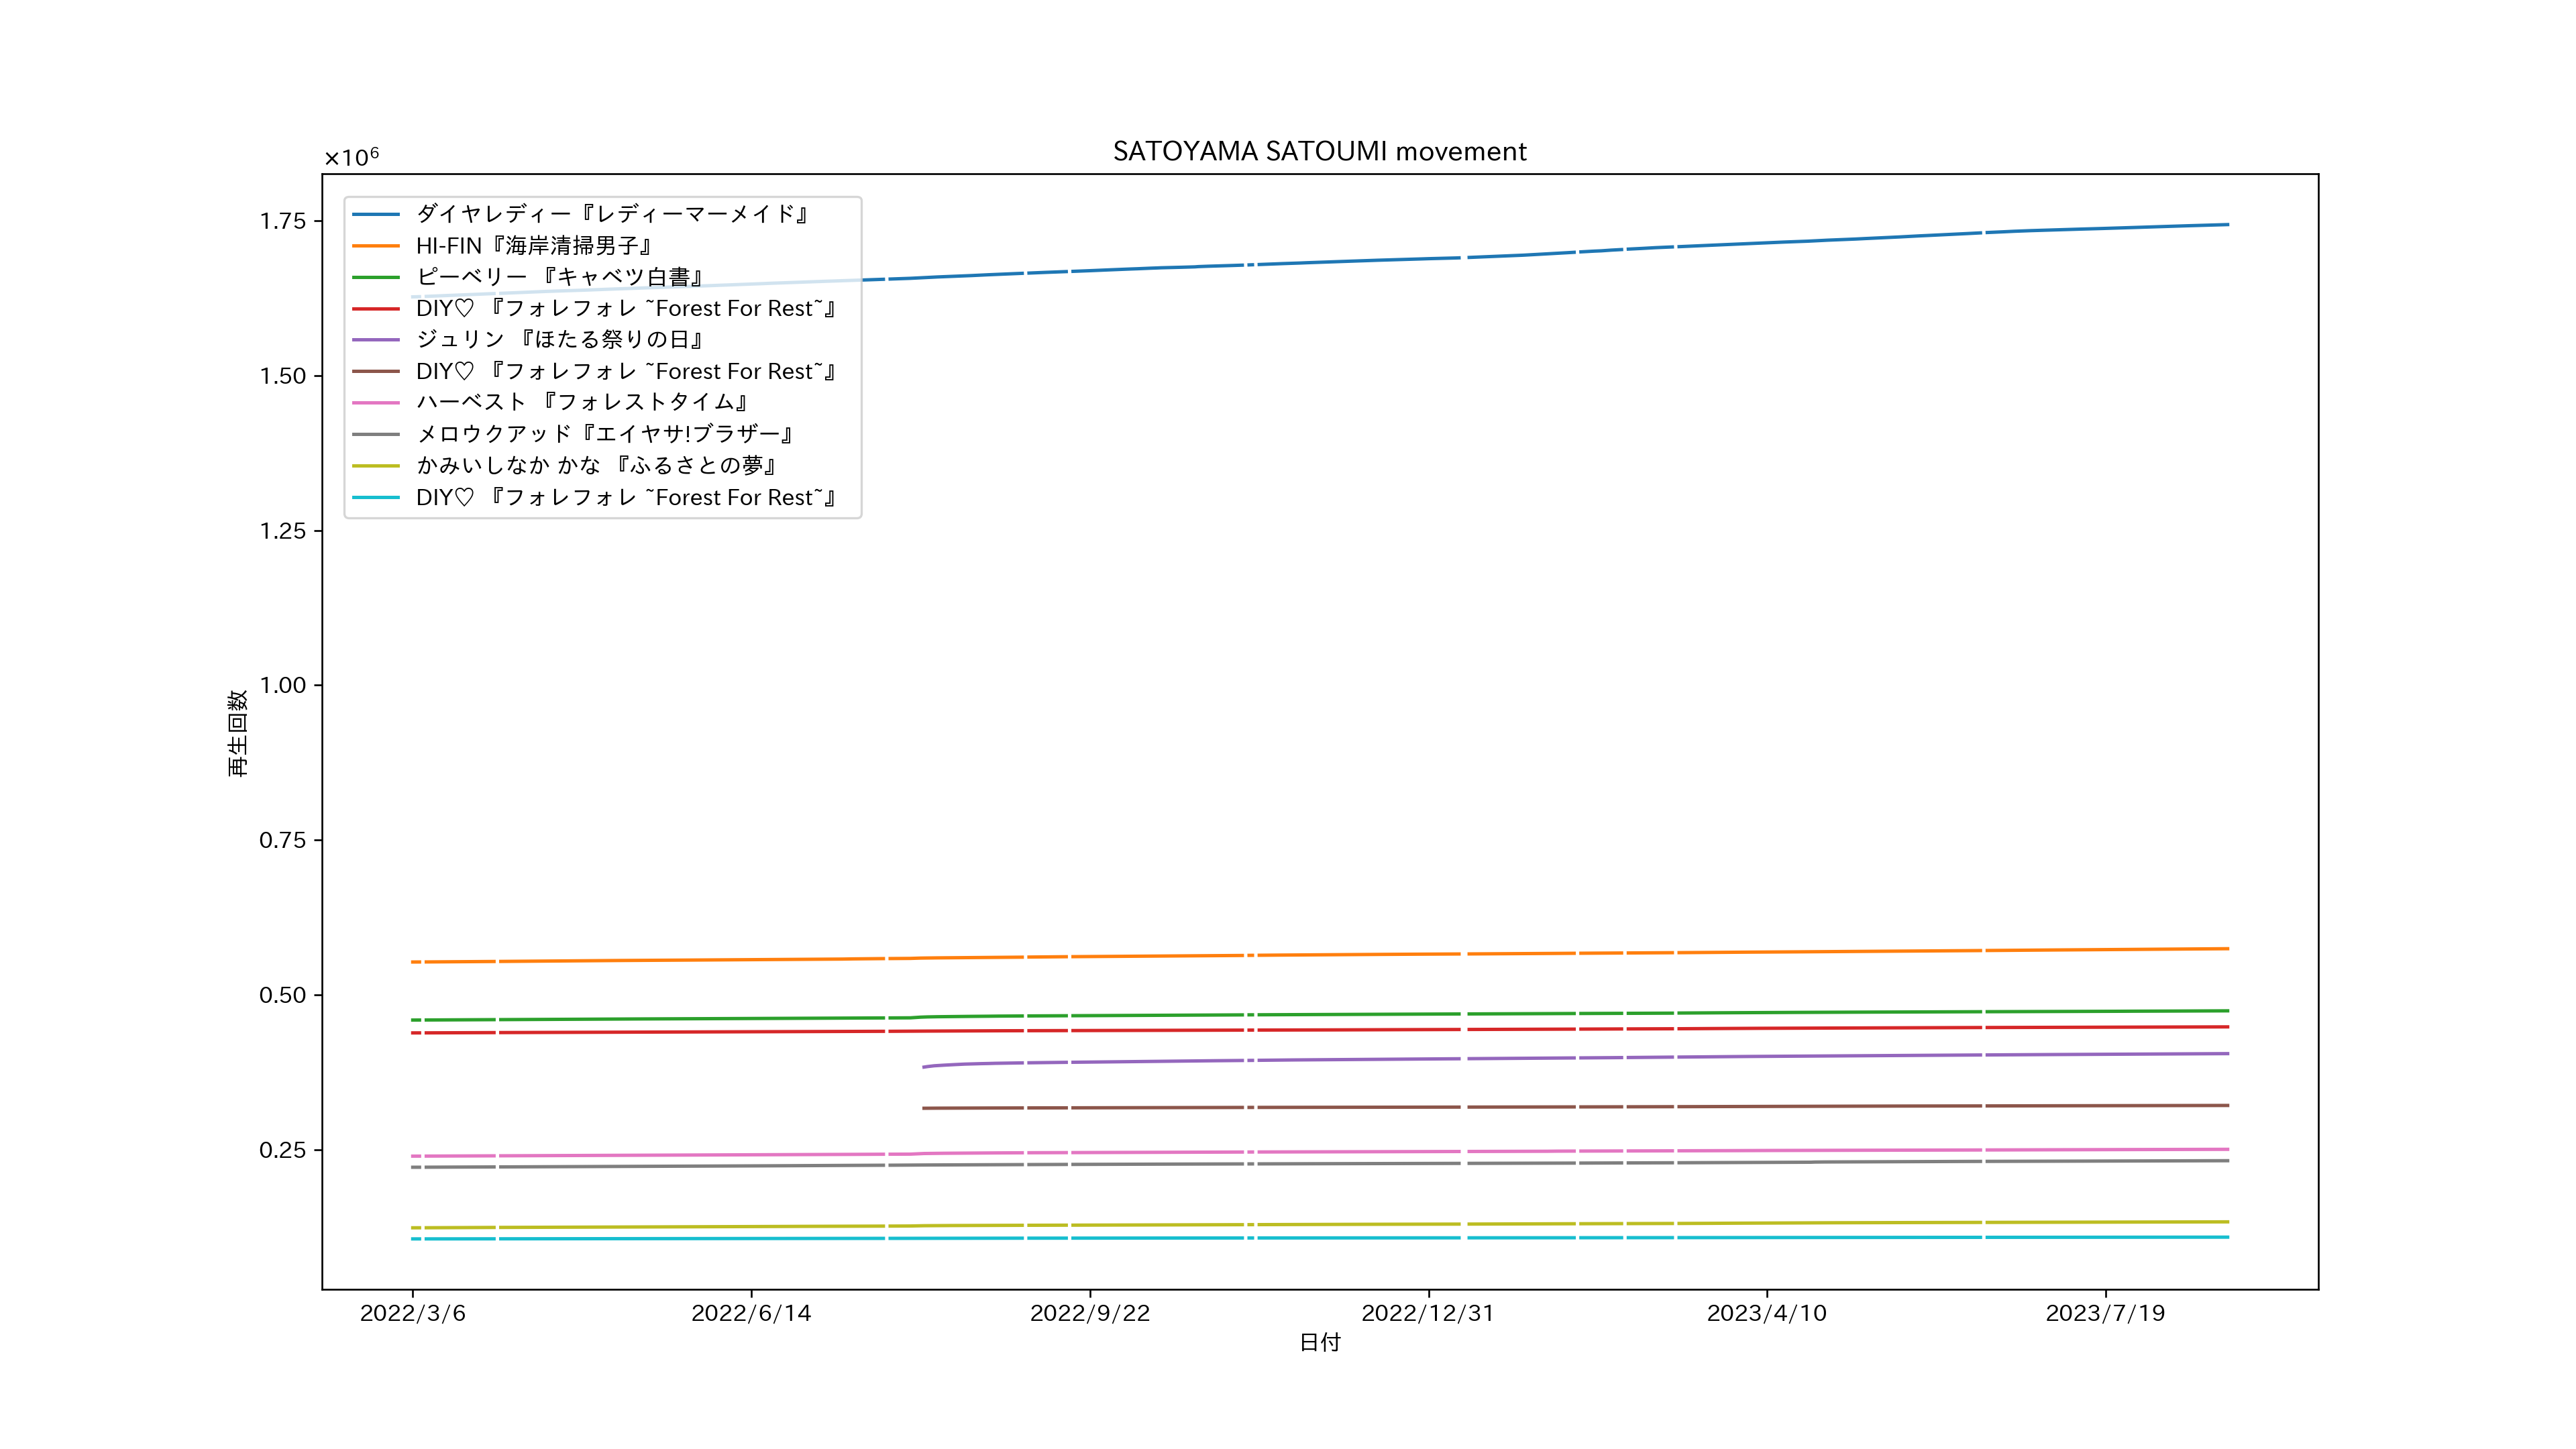 SATOYAMA SATOUMI movement
×10⁶
1.75
1.50
1.25
1.00
0.75
0.50
0.25
再生回数
ダイヤレディー『レディーマーメイド』
HI-FIN『海岸清掃男子』
ピーベリー 『キャベツ白書』
DIY♡ 『フォレフォレ ~Forest For Rest~』
ジュリン 『ほたる祭りの日』
DIY♡ 『フォレフォレ ~Forest For Rest~』
ハーベスト 『フォレストタイム』
メロウクアッド『エイヤサ!ブラザー』
かみいしなか かな 『ふるさとの夢』
DIY♡ 『フォレフォレ ~Forest For Rest~』
2022/3/6 2022/6/14 2022/9/22 2022/12/31 2023/4/10 2023/7/19
日付